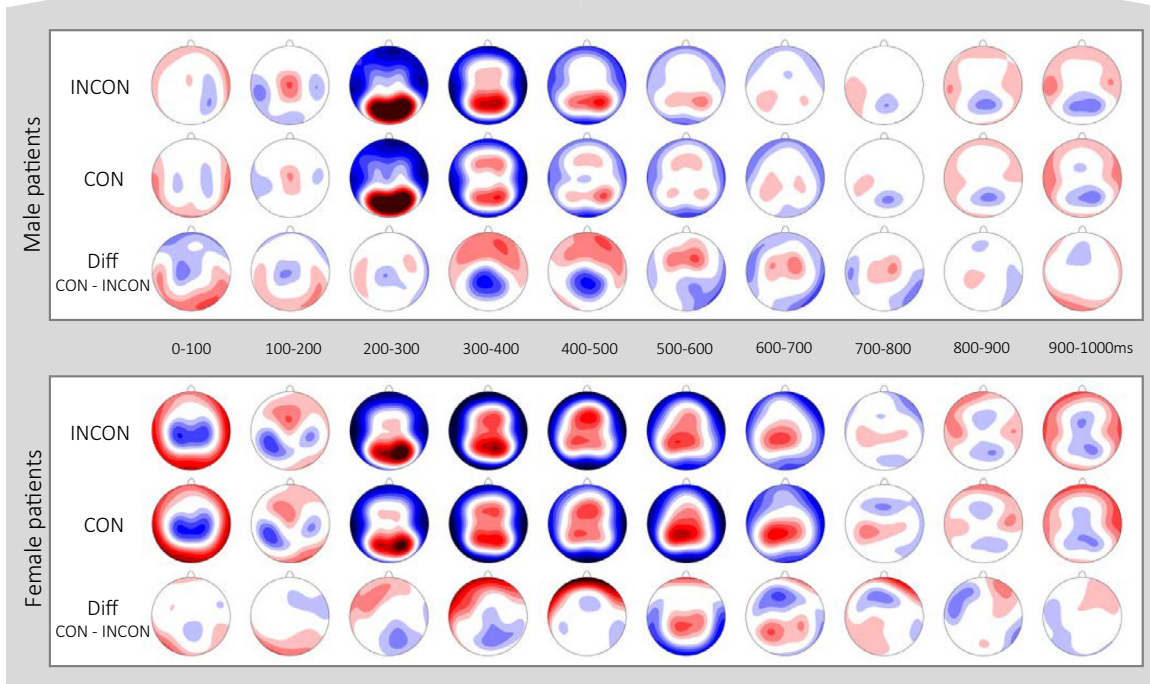 Male patients
INCON
CON
Diff
CON - INCON
0-100 100-200 200-300 300-400 400-500 500-600 600-700 700-800 800-900 900-1000ms
Female patients
INCON
CON
Diff
CON - INCON